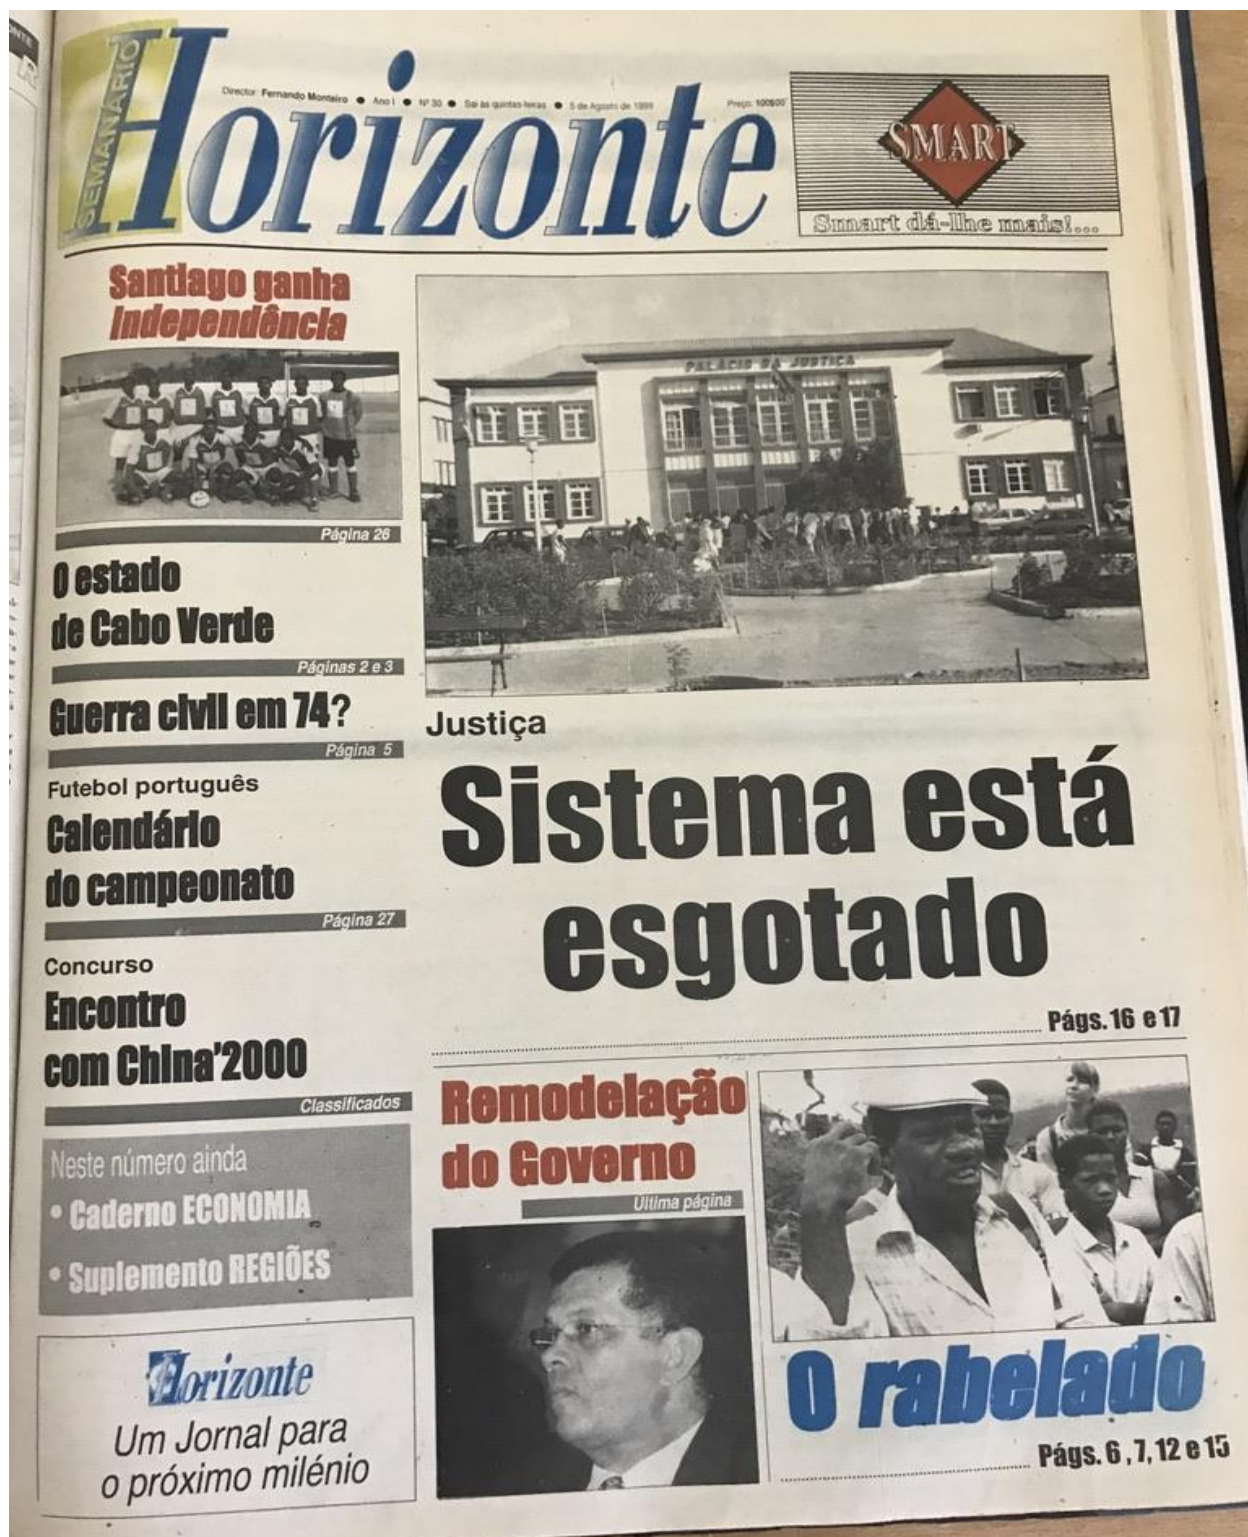 SEMANÁRIO
Horizonte
Director: Fernando Monteiro ● Ano I ● Nº 30 ● Sai às quintas-feiras ● 5 de Agosto de 1999 Preço: 100$00
SMART
Smart dá-lhe mais!...
Santiago ganha
Independência
Página 26
O estado
de Cabo Verde
Páginas 2 e 3
Guerra civil em 74?
Página 5
Futebol português
Calendário
do campeonato
Página 27
Concurso
Encontro
com China'2000
Classificados
Neste número ainda
• Caderno ECONOMIA
• Suplemento REGIÕES
Horizonte
Um Jornal para
o próximo milénio
PALÁCIO DA JUSTIÇA
Justiça
Sistema está
esgotado
Págs. 16 e 17
Remodelação
do Governo
Ultima página
O rabelado
Págs. 6 , 7, 12 e 15